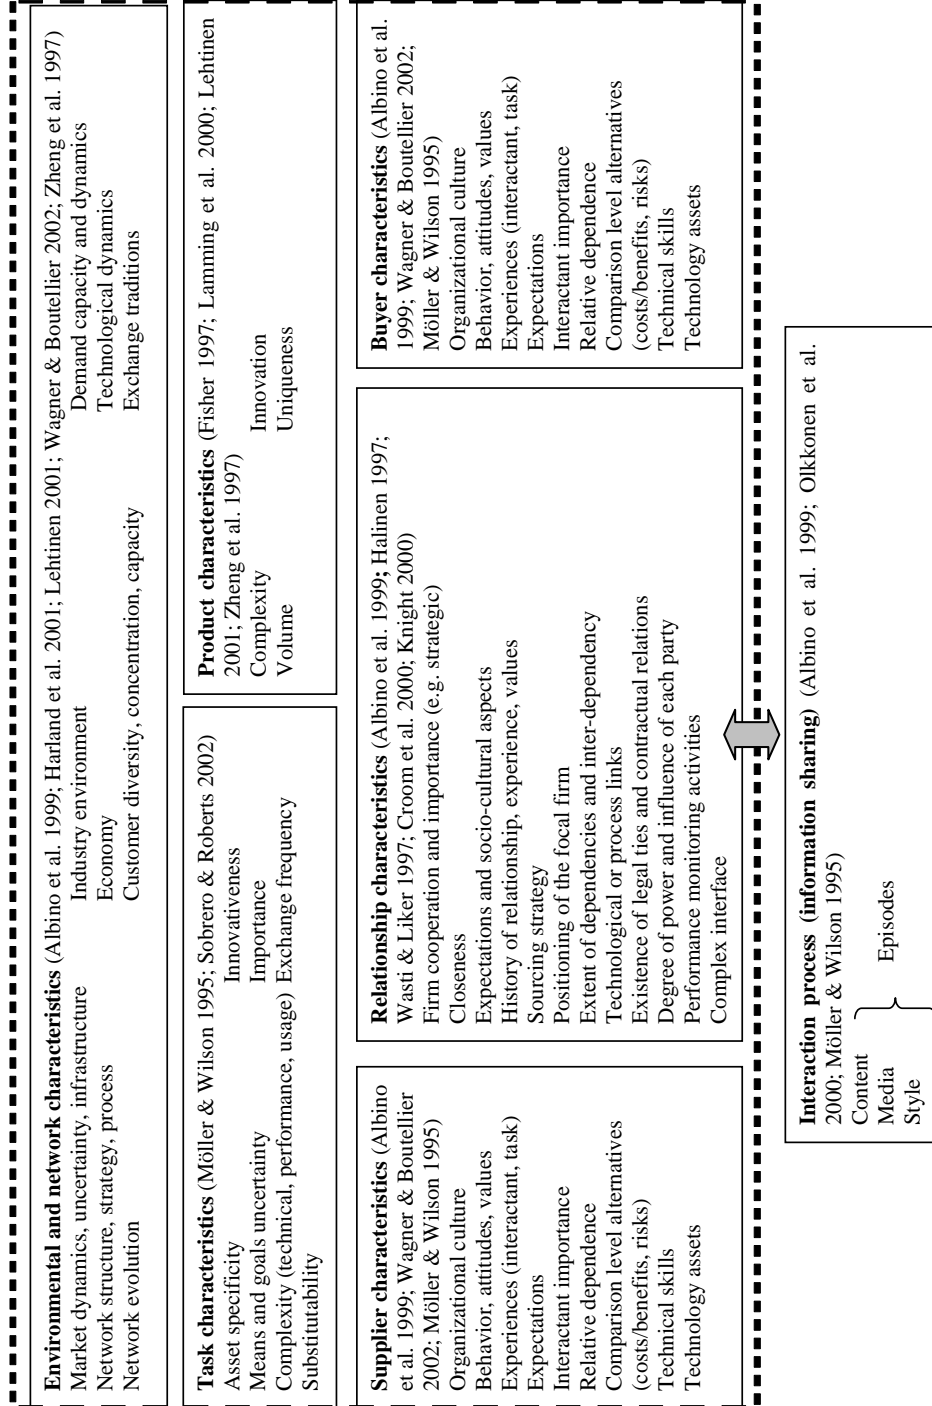 Environmental and network characteristics (Albino et al. 1999; Harland et al. 2001; Lehtinen 2001; Wagner & Boutellier 2002; Zheng et al. 1997)
Market dynamics, uncertainty, infrastructure Industry environment Demand capacity and dynamics
Network structure, strategy, process Economy Technological dynamics
Network evolution Customer diversity, concentration, capacity Exchange traditions
Task characteristics (Möller & Wilson 1995; Sobrero & Roberts 2002)
Asset specificity Innovativeness
Means and goals uncertainty Importance
Complexity (technical, performance, usage) Exchange frequency
Substitutability
Product characteristics (Fisher 1997; Lamming et al. 2000; Lehtinen
2001; Zheng et al. 1997)
Complexity Innovation
Volume Uniqueness
Supplier characteristics (Albino
et al. 1999; Wagner & Boutellier
2002; Möller & Wilson 1995)
Organizational culture
Behavior, attitudes, values
Experiences (interactant, task)
Expectations
Interactant importance
Relative dependence
Comparison level alternatives
(costs/benefits, risks)
Technical skills
Technology assets
Relationship characteristics (Albino et al. 1999; Halinen 1997;
Wasti & Liker 1997; Croom et al. 2000; Knight 2000)
Firm cooperation and importance (e.g. strategic)
Closeness
Expectations and socio-cultural aspects
History of relationship, experience, values
Sourcing strategy
Positioning of the focal firm
Extent of dependencies and inter-dependency
Technological or process links
Existence of legal ties and contractual relations
Degree of power and influence of each party
Performance monitoring activities
Complex interface
Buyer characteristics (Albino et al.
1999; Wagner & Boutellier 2002;
Möller & Wilson 1995)
Organizational culture
Behavior, attitudes, values
Experiences (interactant, task)
Expectations
Interactant importance
Relative dependence
Comparison level alternatives
(costs/benefits, risks)
Technical skills
Technology assets
Interaction process (information sharing) (Albino et al. 1999; Olkkonen et al.
2000; Möller & Wilson 1995)
Content
Media Episodes
Style